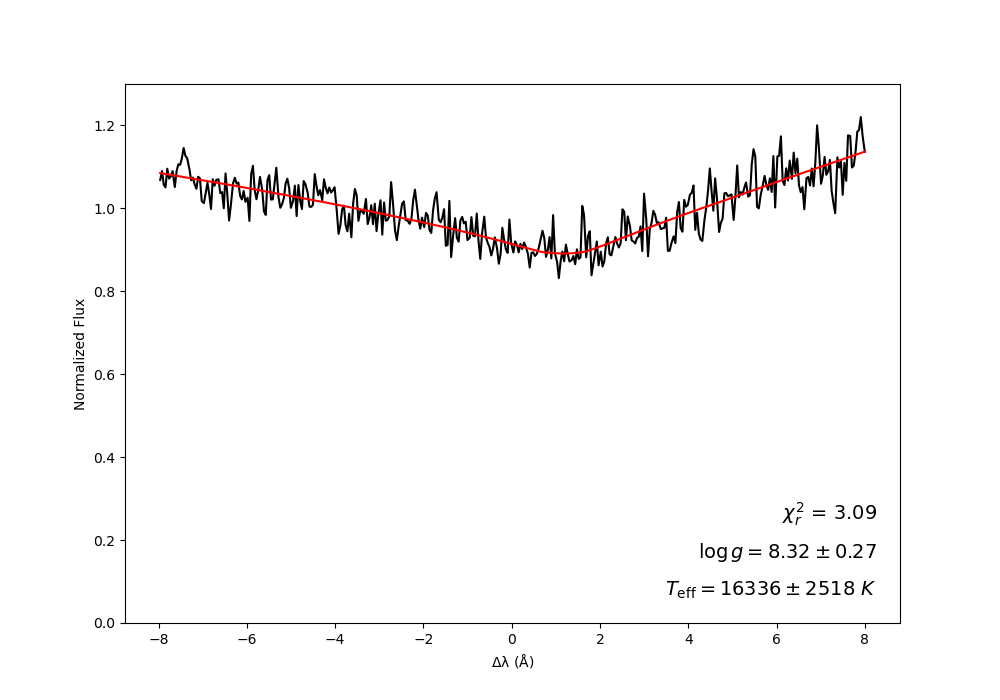 1.2
1.0
0.8
0.6
0.4
0.2
0.0
Normalized Flux
χ²ᵣ = 3.09
log g = 8.32 ± 0.27
T_eff = 16336 ± 2518 K
−8 −6 −4 −2 0 2 4 6 8
Δλ (Å)